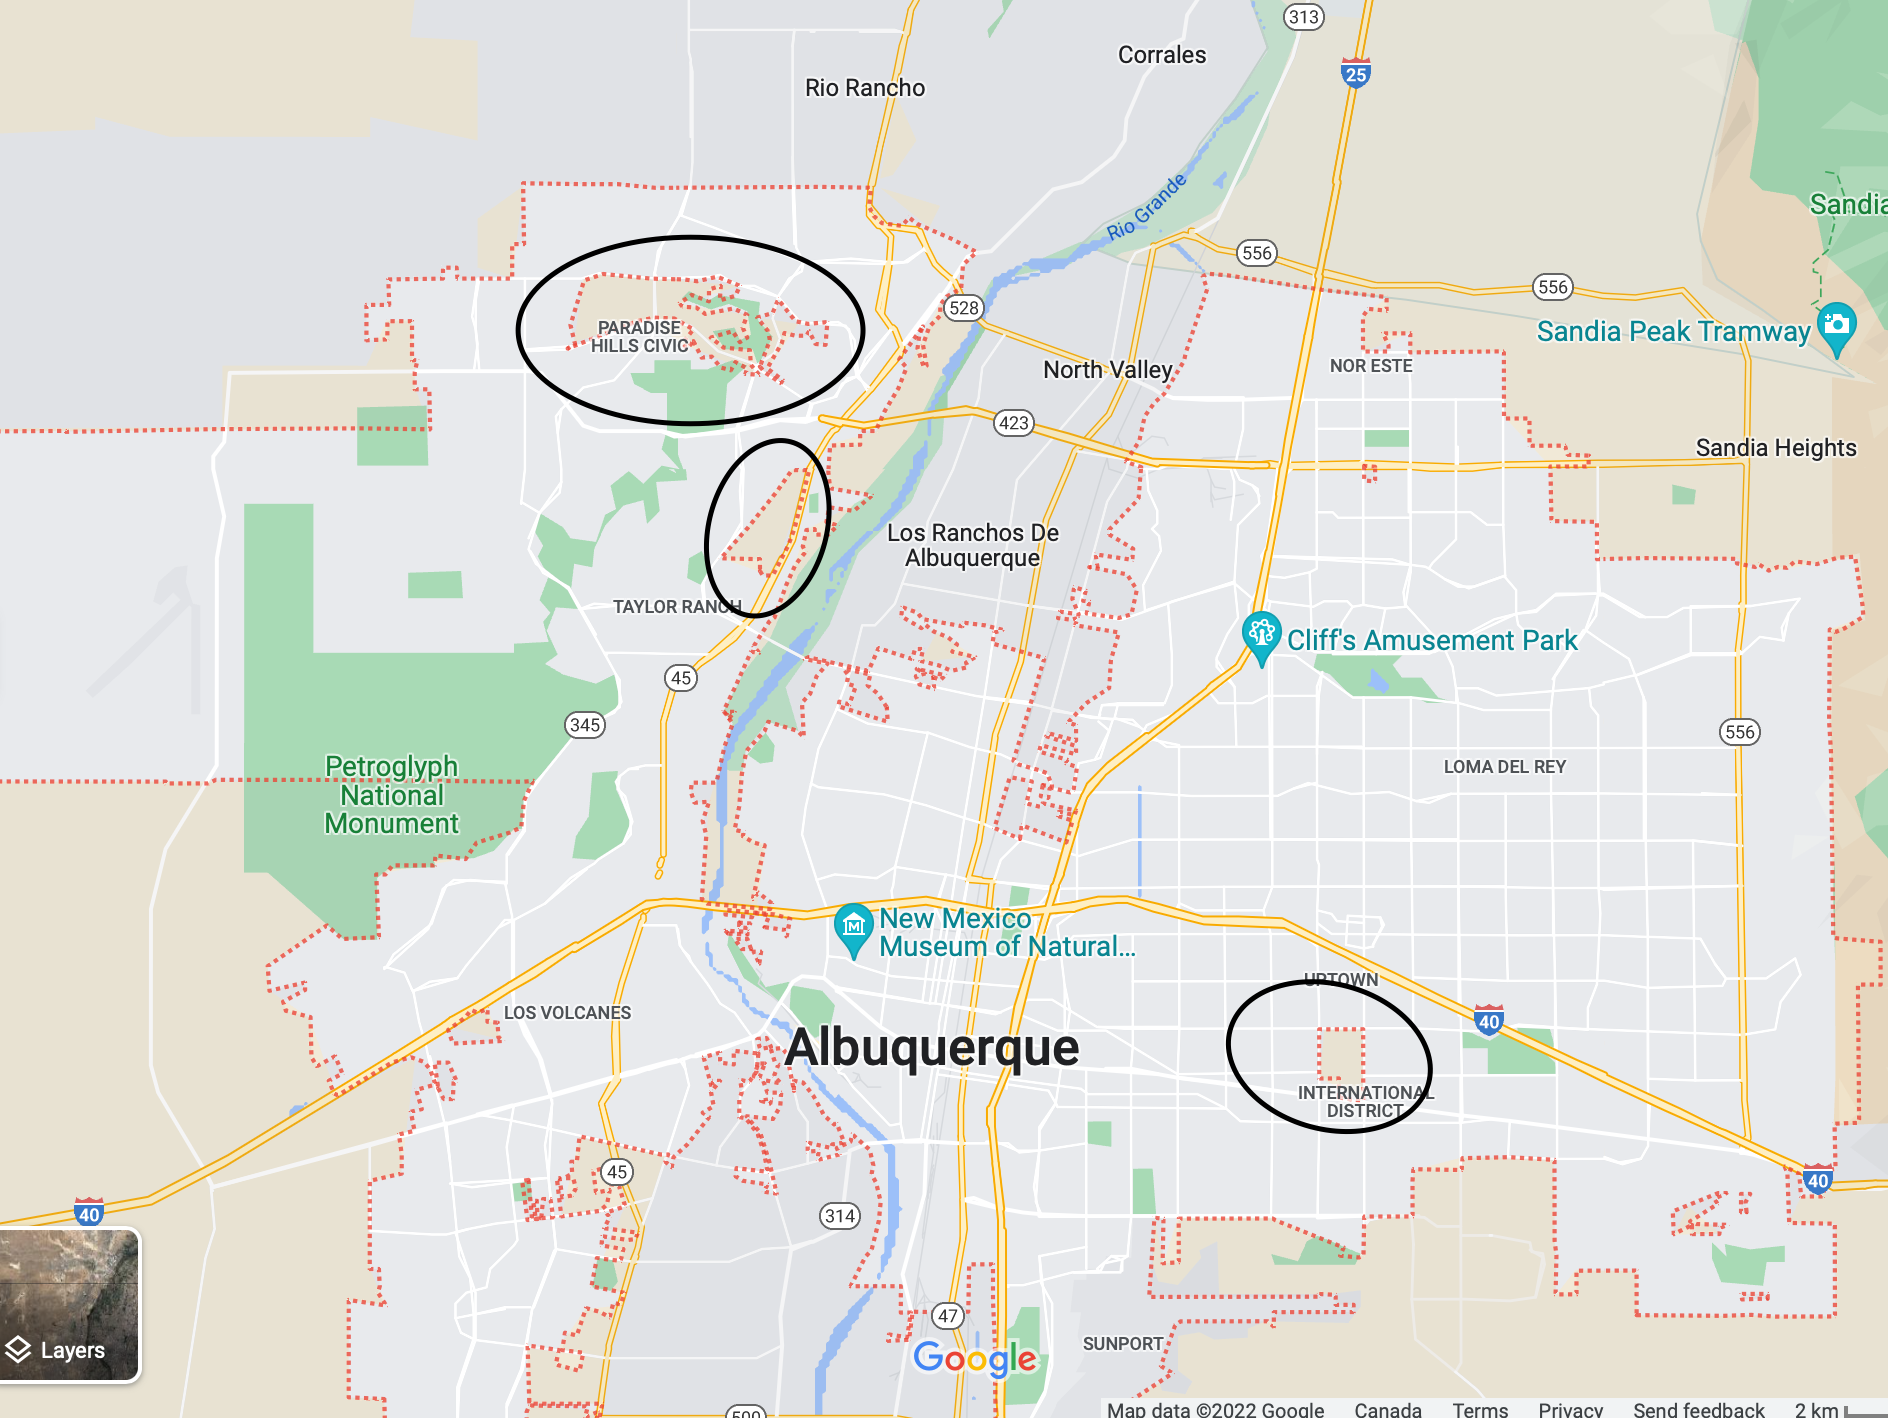 313
Corrales
25
Rio Rancho
Rio Grande
Sandia
556
556
528
Sandia Peak Tramway
PARADISE
HILLS CIVIC
North Valley
NOR ESTE
423
Sandia Heights
Los Ranchos De
Albuquerque
TAYLOR RANCH
Cliff's Amusement Park
45
345
556
Petroglyph
National
Monument
LOMA DEL REY
New Mexico
Museum of Natural...
UPTOWN
LOS VOLCANES
40
Albuquerque
INTERNATIONAL
DISTRICT
45
40
40
314
47
SUNPORT
Layers
Google
500
Map data ©2022 Google Canada Terms Privacy Send feedback 2 km